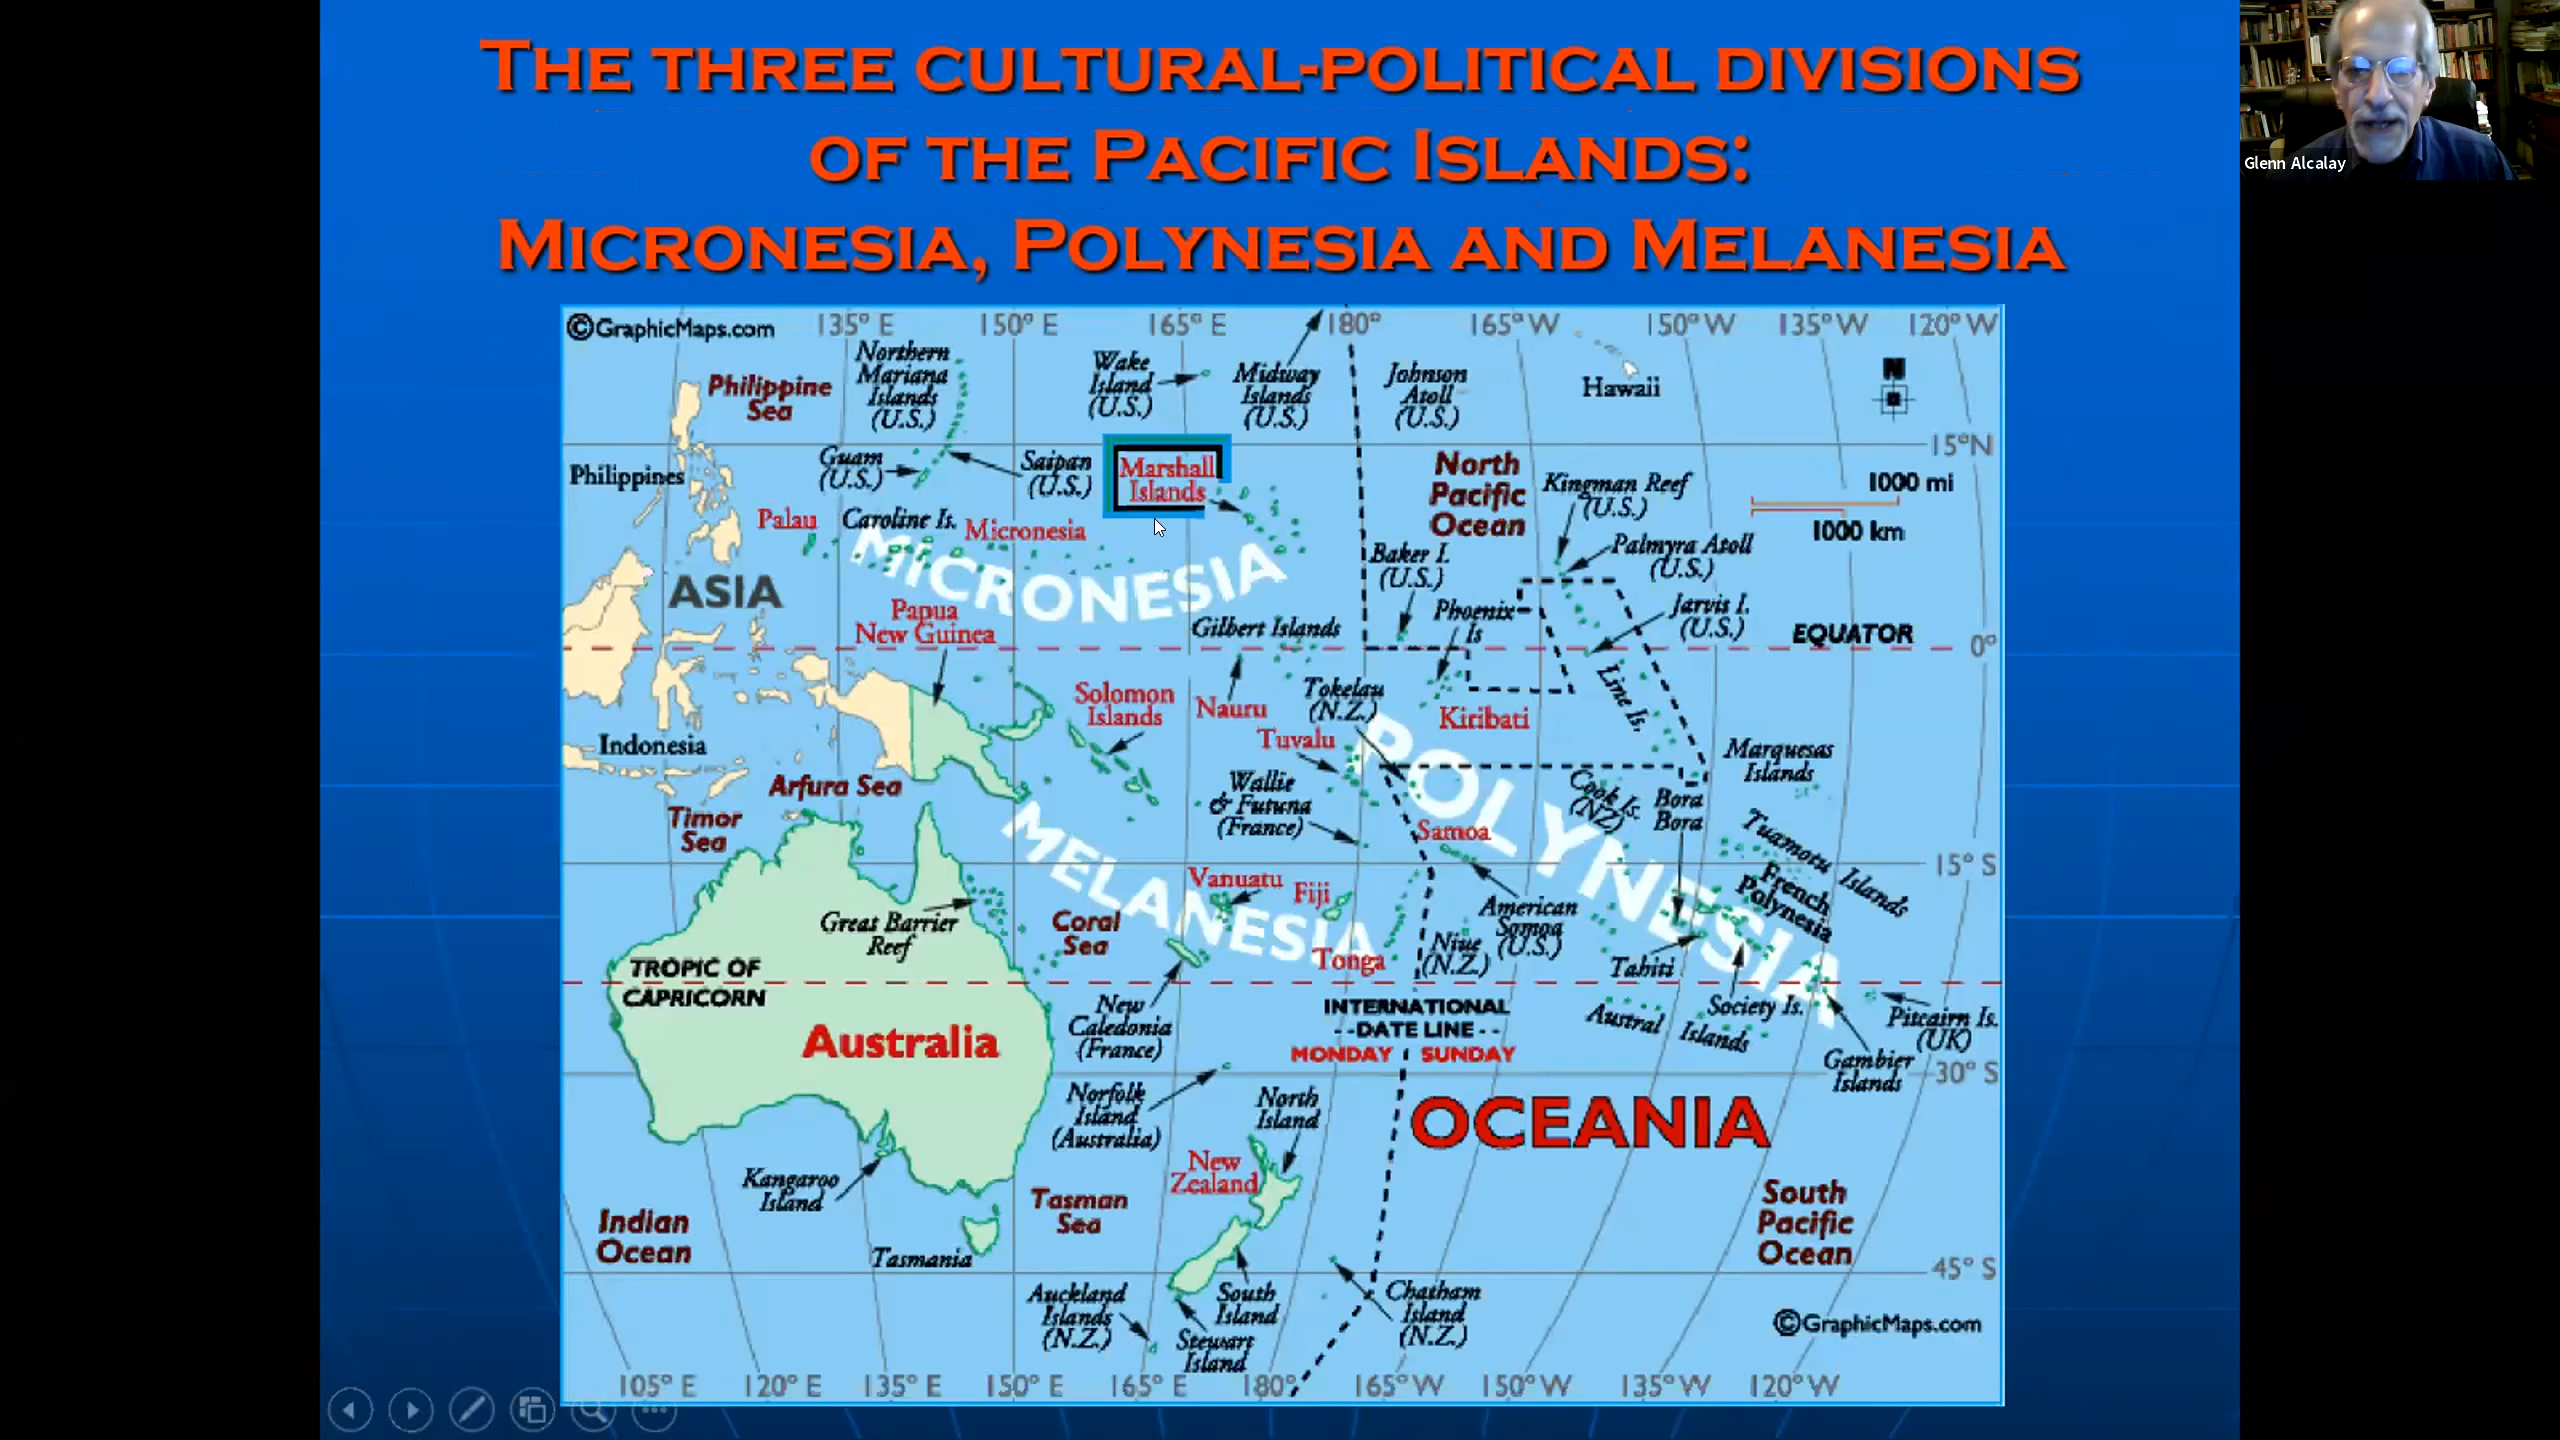 THE THREE CULTURAL-POLITICAL DIVISIONS
OF THE PACIFIC ISLANDS:
MICRONESIA, POLYNESIA AND MELANESIA
Glenn Alcalay
©GraphicMaps.com
135° E
150° E
165° E
180°
165° W
150° W
135° W
120° W
Northern
Mariana
Islands
(U.S.)
Philippine
Sea
Wake
Island
(U.S.)
Midway
Islands
(U.S.)
Johnson
Atoll
(U.S.)
Hawaii
N
15° N
Philippines
Guam
(U.S.)
Saipan
(U.S.)
Marshall
Islands
North
Pacific
Ocean
Kingman Reef
(U.S.)
1000 mi
1000 km
Palau
Caroline Is.
Micronesia
MICRONESIA
Baker I.
(U.S.)
Palmyra Atoll
(U.S.)
ASIA
Papua
New Guinea
Gilbert Islands
Phoenix
Is
Jarvis I.
(U.S.)
EQUATOR
0°
Solomon
Islands
Nauru
Tokelau
(N.Z.)
Kiribati
Line Is.
Indonesia
Tuvalu
POLYNESIA
Marquesas
Islands
Arfura Sea
Wallie
& Futuna
(France)
Cook Is.
(NZ)
Bora
Bora
Timor
Sea
MELANESIA
Samoa
Tuamotu Islands
15° S
Vanuatu
Fiji
French
Polynesia
Great Barrier
Reef
Coral
Sea
American
Samoa
(U.S.)
Tonga
Niue
(N.Z.)
Tahiti
TROPIC OF
CAPRICORN
New
Caledonia
(France)
INTERNATIONAL
--DATE LINE--
MONDAY
SUNDAY
Austral Islands
Society Is.
Pitcairn Is.
(UK)
Gambier
Islands
Australia
30° S
Norfolk
Island
(Australia)
North
Island
OCEANIA
Kangaroo
Island
New
Zealand
Indian
Ocean
Tasman
Sea
South
Pacific
Ocean
Tasmania
45° S
Auckland
Islands
(N.Z.)
South
Island
Stewart
Island
Chatham
Island
(N.Z.)
©GraphicMaps.com
105° E
120° E
135° E
150° E
165° E
180°
165° W
150° W
135° W
120° W